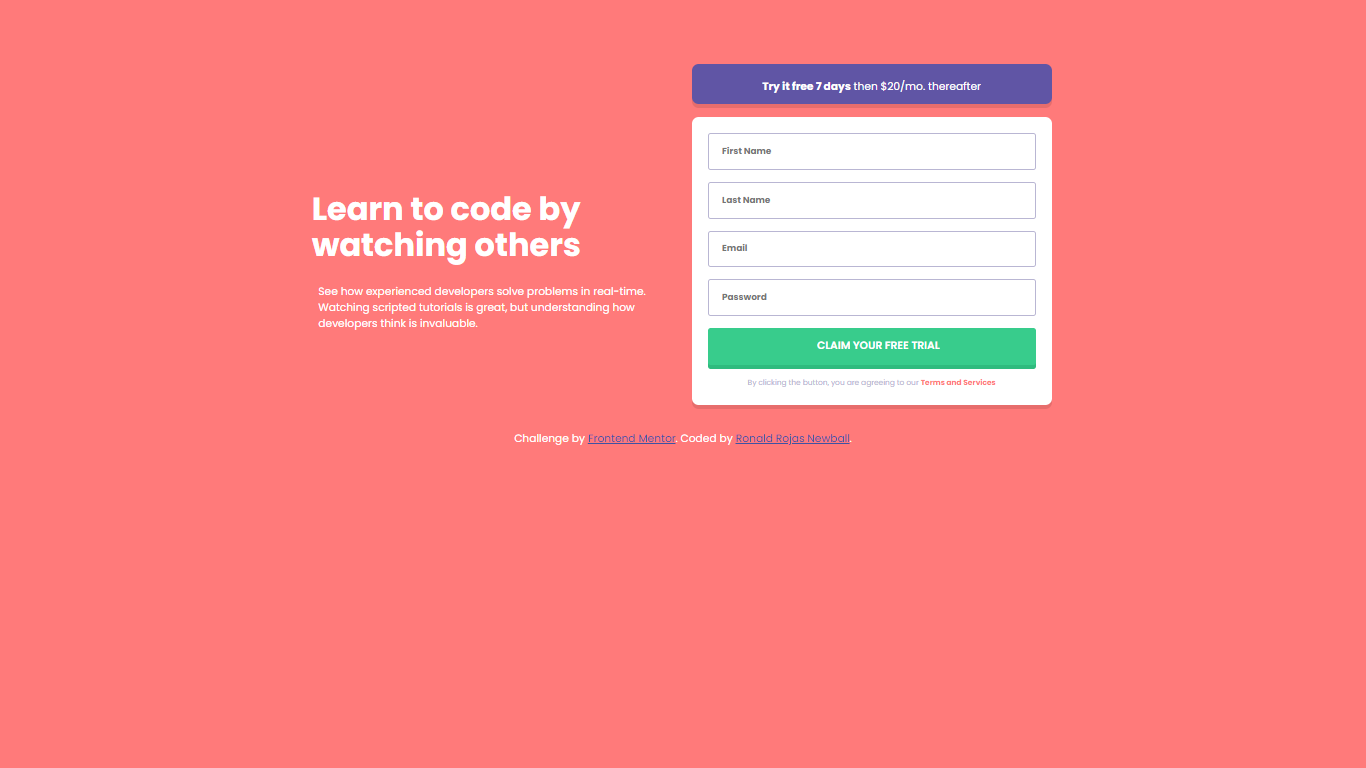 Learn to code by
watching others
See how experienced developers solve problems in real-time.
Watching scripted tutorials is great, but understanding how
developers think is invaluable.
Try it free 7 days then $20/mo. thereafter
First Name
Last Name
Email
Password
CLAIM YOUR FREE TRIAL
By clicking the button, you are agreeing to our Terms and Services
Challenge by Frontend Mentor. Coded by Ronald Rojas Newball.